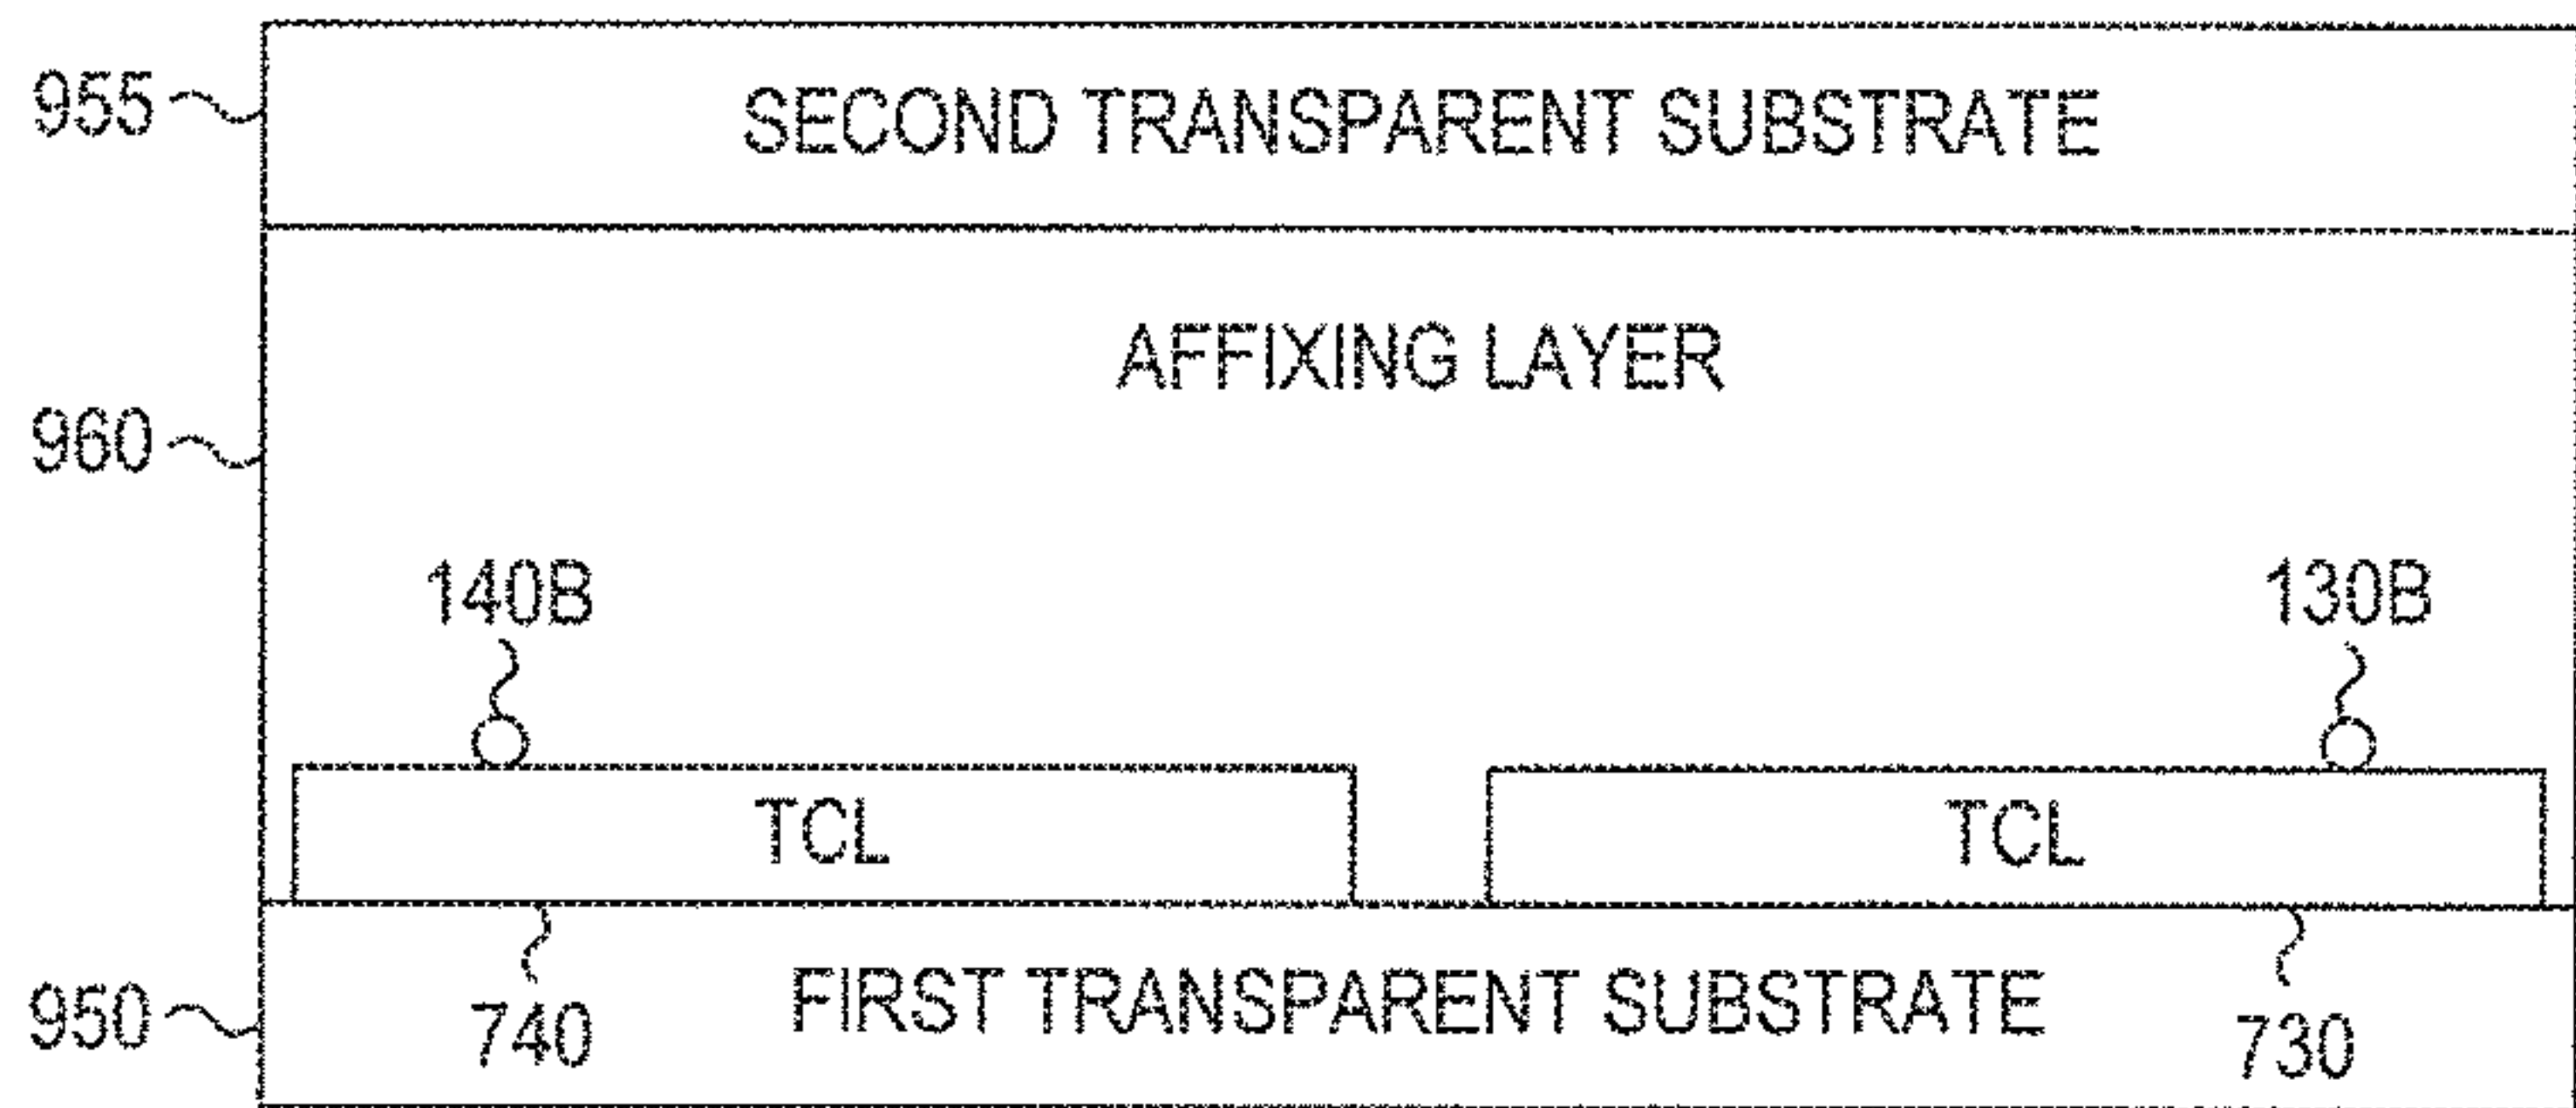 955
SECOND TRANSPARENT SUBSTRATE
AFFIXING LAYER
960
140B
130B
TCL
TCL
950
740
FIRST TRANSPARENT SUBSTRATE
730